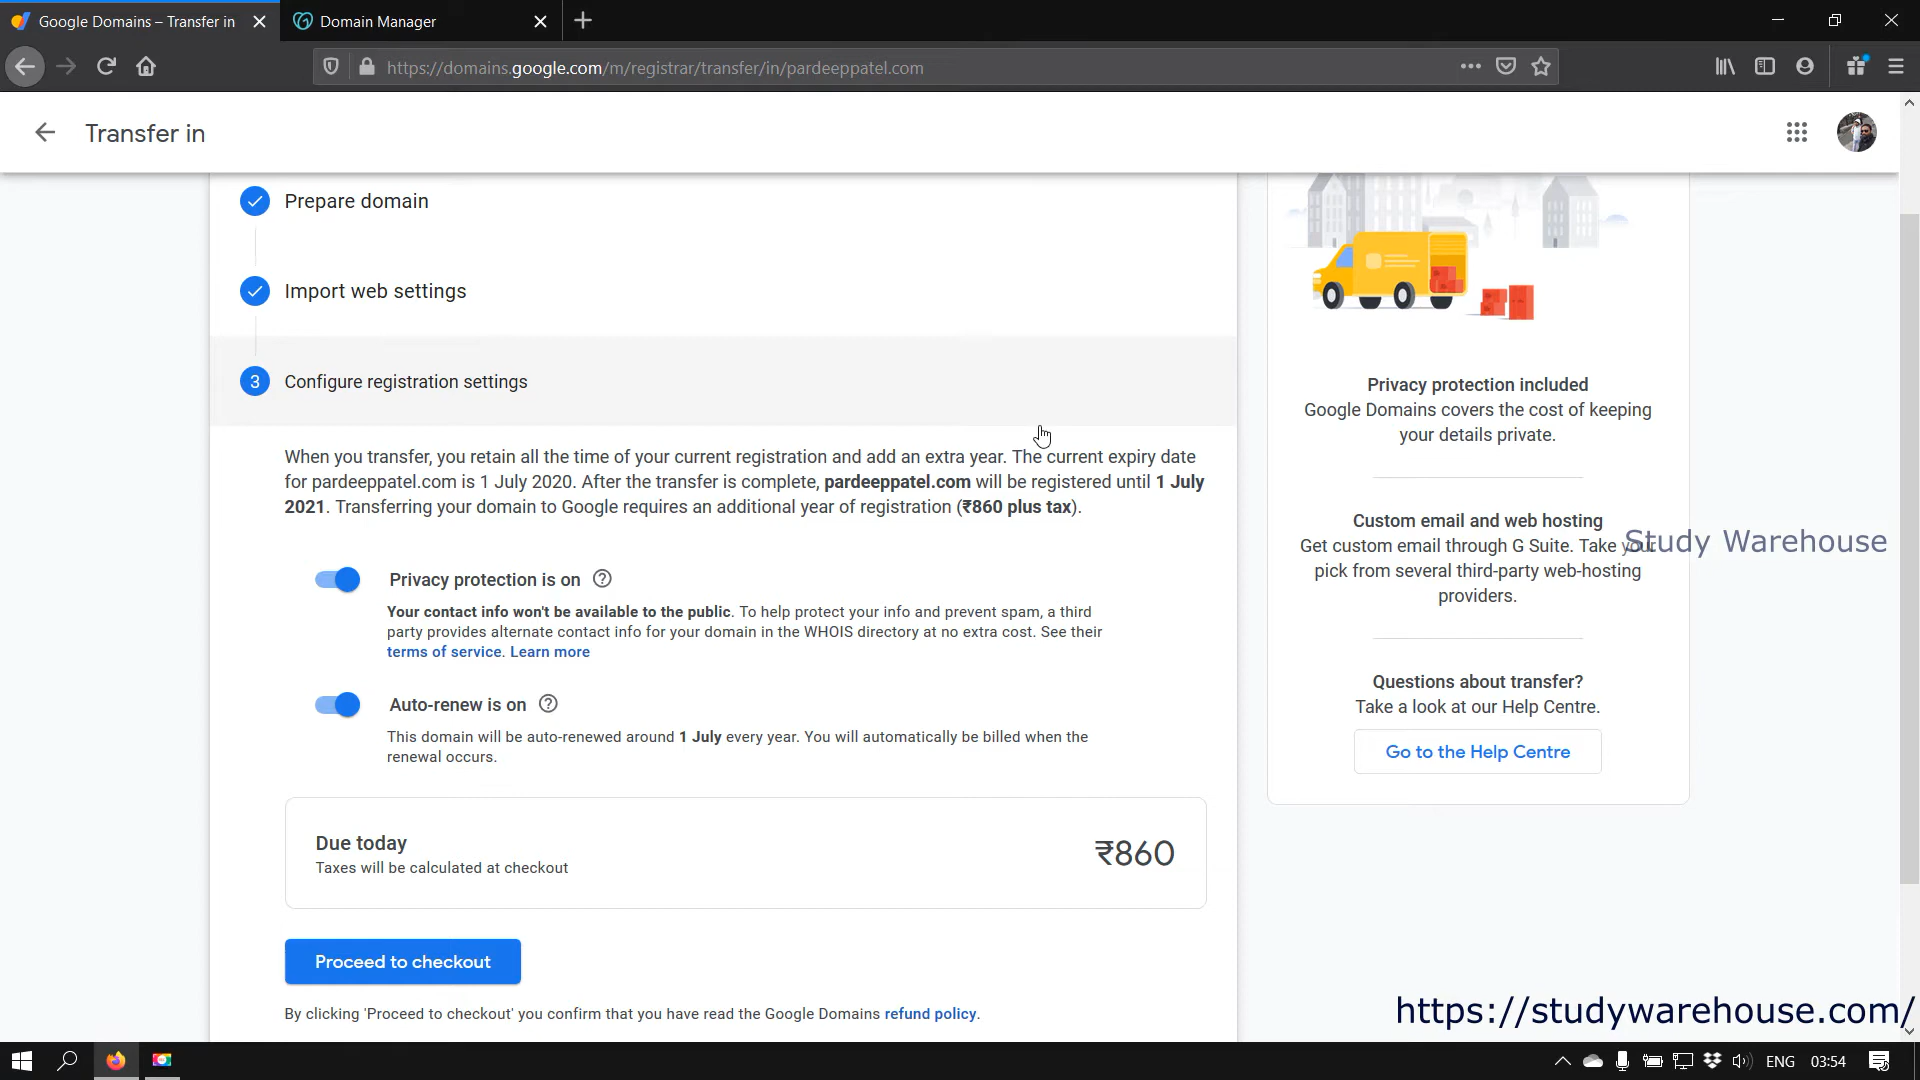 Google Domains – Transfer in
Domain Manager
https://domains.google.com/m/registrar/transfer/in/pardeeppatel.com
Transfer in
Prepare domain
Import web settings
3 Configure registration settings
When you transfer, you retain all the time of your current registration and add an extra year. The current expiry date
for pardeeppatel.com is 1 July 2020. After the transfer is complete, pardeeppatel.com will be registered until 1 July
2021. Transferring your domain to Google requires an additional year of registration (₹860 plus tax).
Privacy protection is on
Your contact info won't be available to the public. To help protect your info and prevent spam, a third
party provides alternate contact info for your domain in the WHOIS directory at no extra cost. See their
terms of service. Learn more
Auto-renew is on
This domain will be auto-renewed around 1 July every year. You will automatically be billed when the
renewal occurs.
Due today
₹860
Taxes will be calculated at checkout
Proceed to checkout
By clicking 'Proceed to checkout' you confirm that you have read the Google Domains refund policy.
Privacy protection included
Google Domains covers the cost of keeping
your details private.
Custom email and web hosting
Get custom email through G Suite. Take your
pick from several third-party web-hosting
providers.
Questions about transfer?
Take a look at our Help Centre.
Go to the Help Centre
Study Warehouse
https://studywarehouse.com/
ENG
03:54